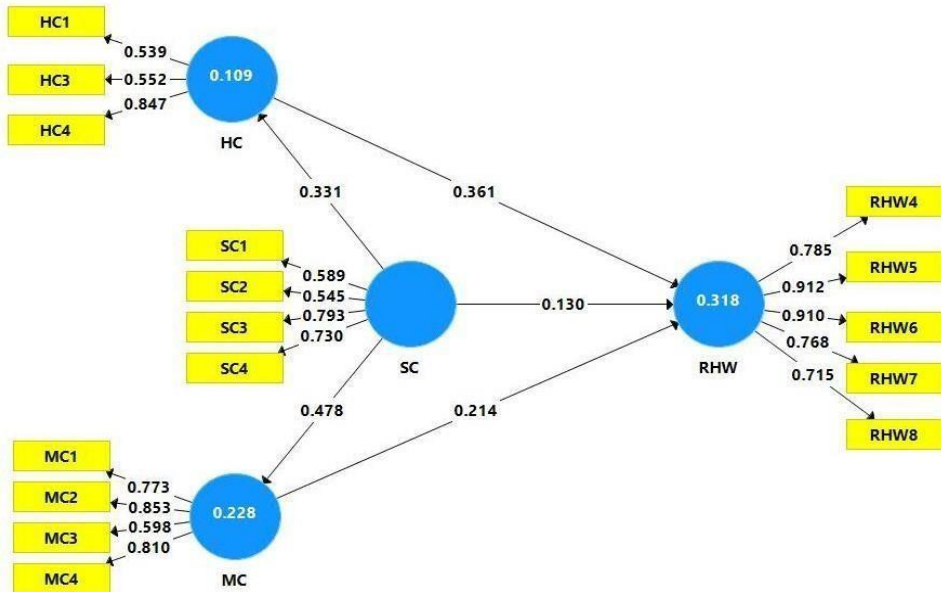 HC1
HC3
HC4
0.539
0.552
0.847
0.109
HC
0.331
0.361
SC1
SC2
SC3
SC4
0.589
0.545
0.793
0.730
SC
0.130
0.478
0.214
MC1
MC2
MC3
MC4
0.773
0.853
0.598
0.810
0.228
MC
0.318
RHW
0.785
0.912
0.910
0.768
0.715
RHW4
RHW5
RHW6
RHW7
RHW8